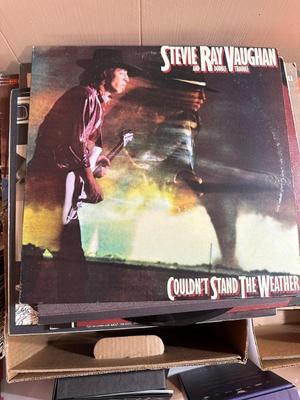 STEVIE RAY VAUGHAN
AND DOUBLE TROUBLE
COULDN'T STAND THE WEATHER